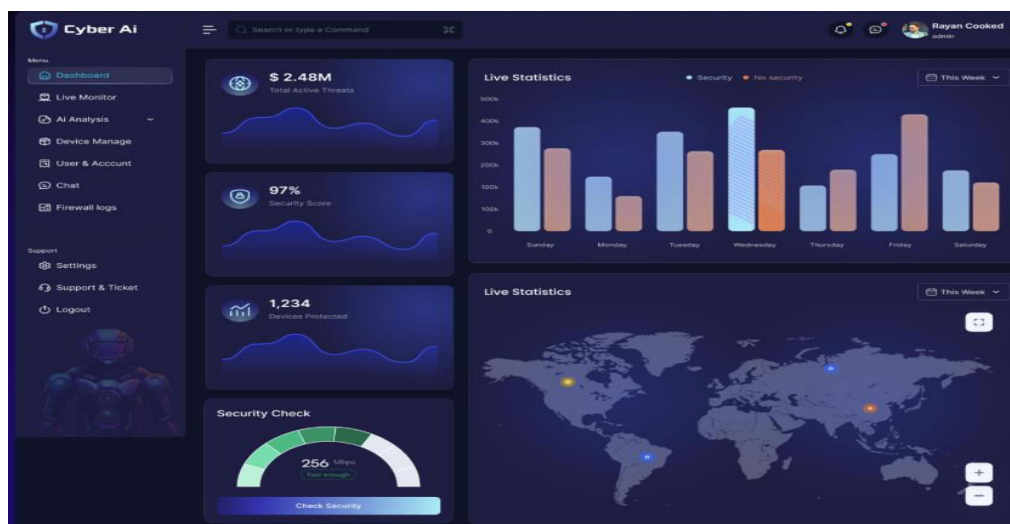 Cyber Ai
Search or type a Command
Rayan Cooked
admin
Menu
Dashboard
Live Monitor
Ai Analysis
Device Manage
User & Account
Chat
Firewall logs
Support
Settings
Support & Ticket
Logout
$ 2.48M
Total Active Threats
97%
Security Score
1,234
Devices Protected
Security Check
256 Mbps
Fast enough
Check Security
Live Statistics
Security
No security
This Week
500k
400k
300k
200k
100k
100k
0
Sunday Monday Tuesday Wednesday Thursday Friday Saturday
Live Statistics
This Week
+
−